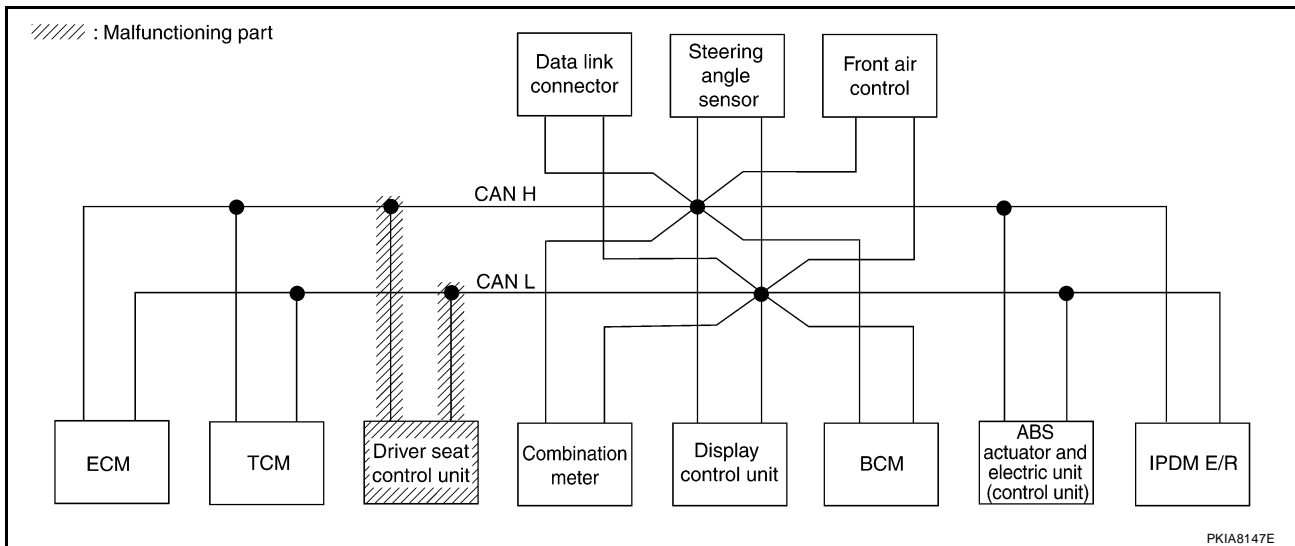 : Malfunctioning part
Data link
connector
Steering
angle
sensor
Front air
control
CAN H
CAN L
ECM
TCM
Driver seat
control unit
Combination
meter
Display
control unit
BCM
ABS
actuator and
electric unit
(control unit)
IPDM E/R
PKIA8147E